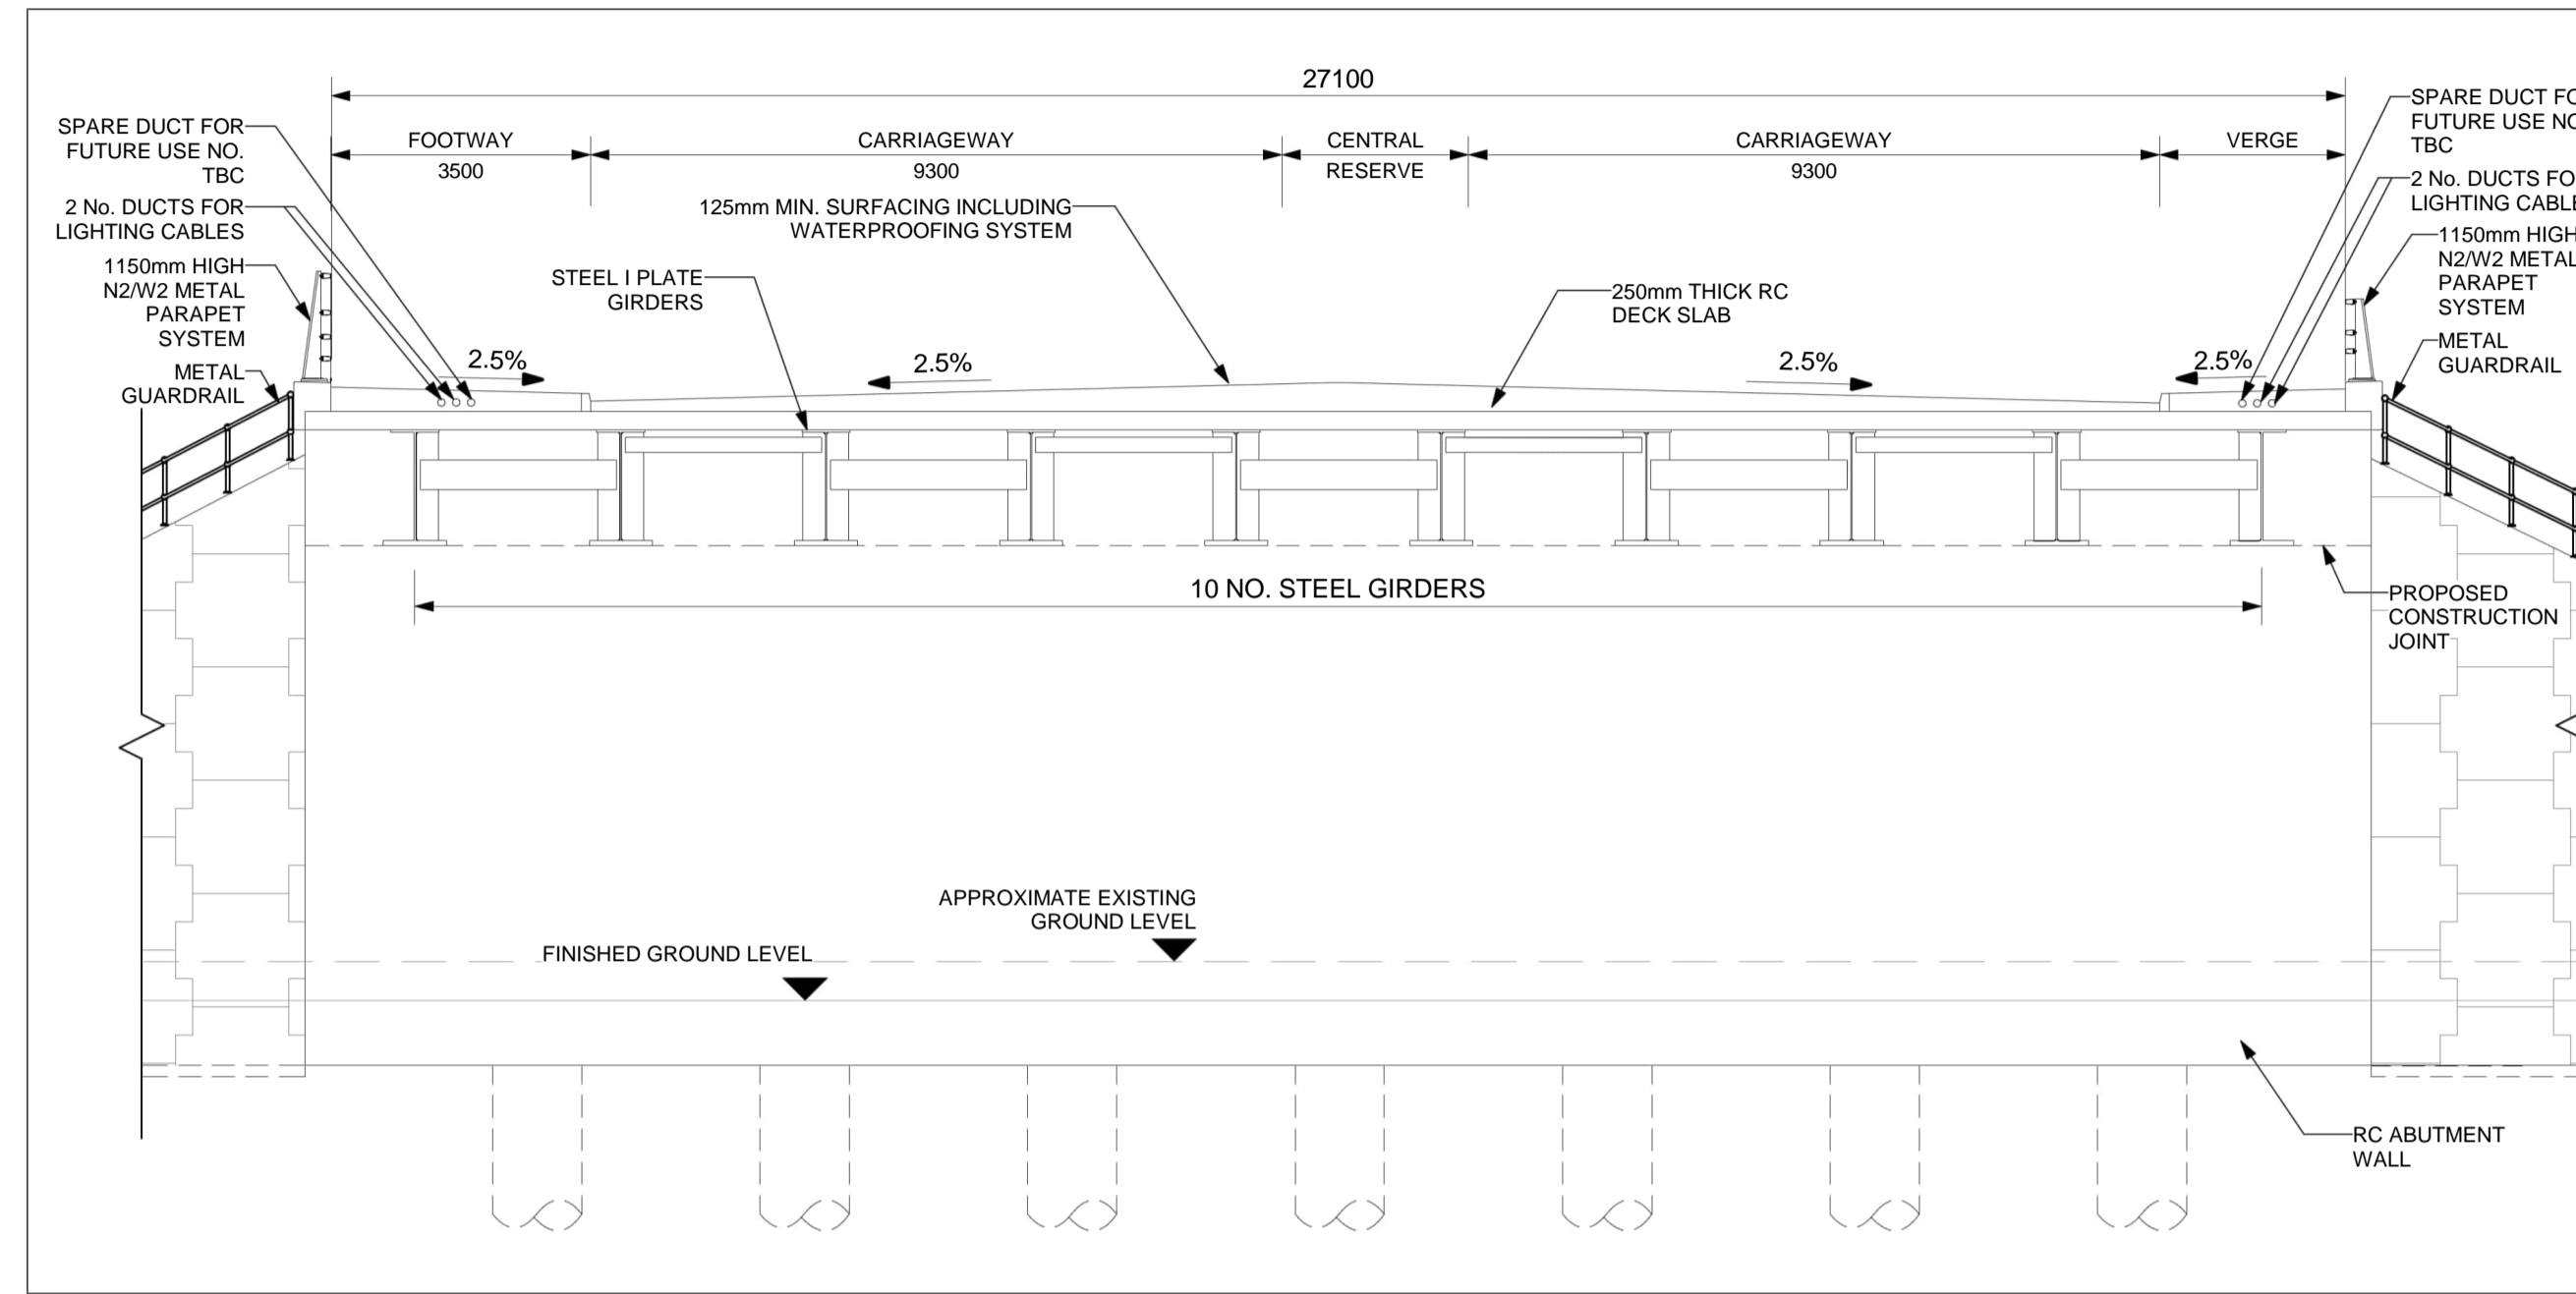 27100
SPARE DUCT FOR
FUTURE USE NO.
TBC
2 No. DUCTS FOR
LIGHTING CABLES
1150mm HIGH
N2/W2 METAL
PARAPET
SYSTEM
METAL
GUARDRAIL
FOOTWAY
3500
CARRIAGEWAY
9300
CENTRAL
RESERVE
CARRIAGEWAY
9300
VERGE
125mm MIN. SURFACING INCLUDING
WATERPROOFING SYSTEM
STEEL I PLATE
GIRDERS
250mm THICK RC
DECK SLAB
SPARE DUCT FO
FUTURE USE NO
TBC
2 No. DUCTS FO
LIGHTING CABLE
1150mm HIGH
N2/W2 METAL
PARAPET
SYSTEM
METAL
GUARDRAIL
2.5%
2.5%
2.5%
2.5%
10 NO. STEEL GIRDERS
PROPOSED
CONSTRUCTION
JOINT
APPROXIMATE EXISTING
GROUND LEVEL
FINISHED GROUND LEVEL
RC ABUTMENT
WALL